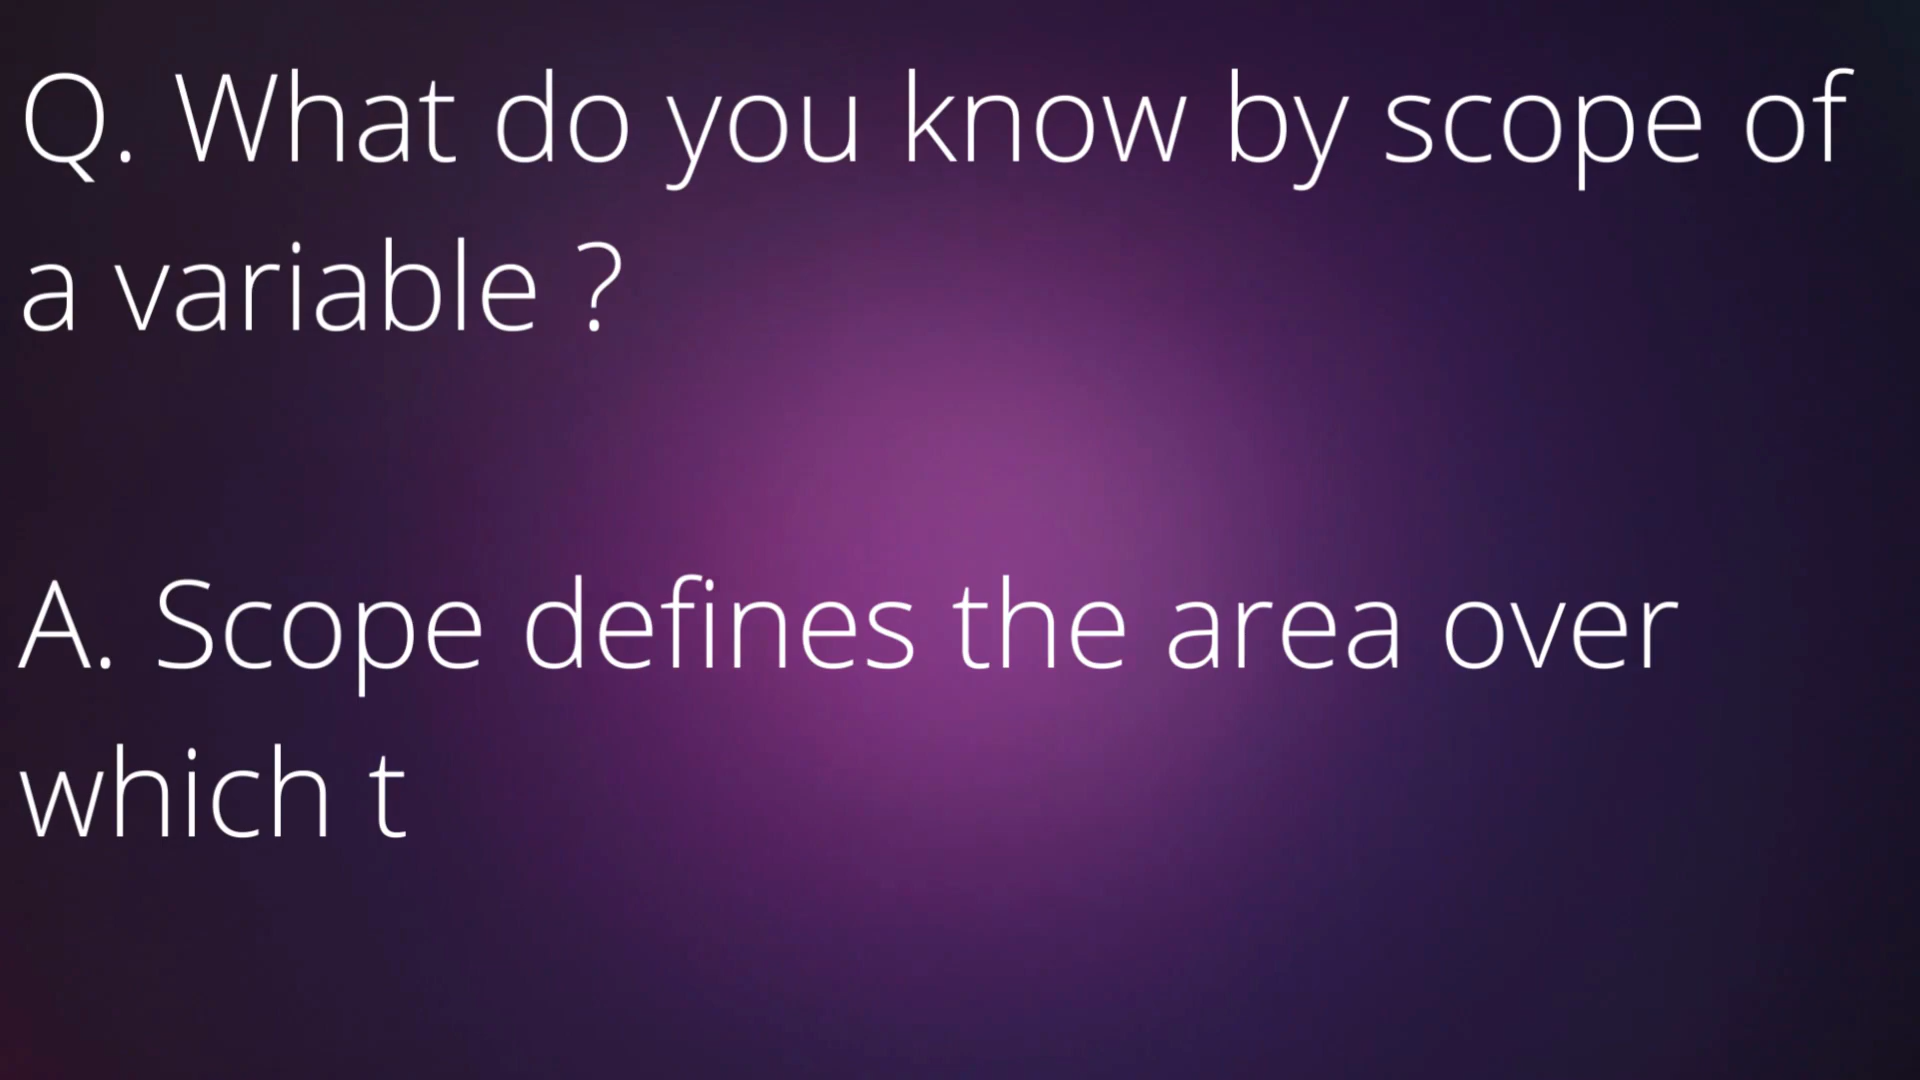 Q. What do you know by scope of
a variable ?
A. Scope defines the area over
which t